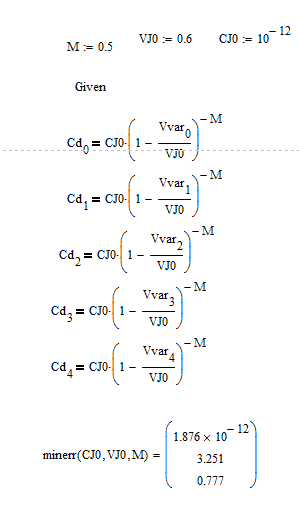 M := 0.5 VJ0 := 0.6 CJ0 := 10^{-12}
Given
Cd_0 = CJ0·(1 - Vvar_0/VJ0)^{-M}
Cd_1 = CJ0·(1 - Vvar_1/VJ0)^{-M}
Cd_2 = CJ0·(1 - Vvar_2/VJ0)^{-M}
Cd_3 = CJ0·(1 - Vvar_3/VJ0)^{-M}
Cd_4 = CJ0·(1 - Vvar_4/VJ0)^{-M}
minerr(CJ0,VJ0,M) = (1.876 × 10^{-12}
3.251
0.777)